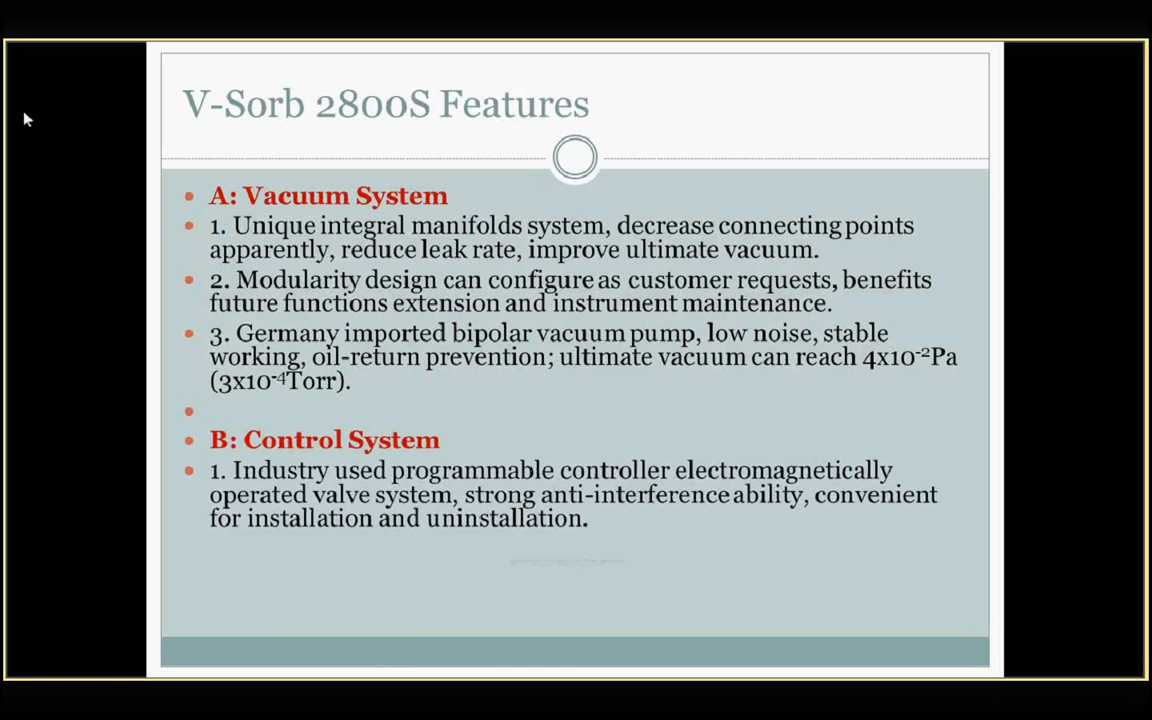 V-Sorb 2800S Features
• A: Vacuum System
• 1. Unique integral manifolds system, decrease connecting points
apparently, reduce leak rate, improve ultimate vacuum.
• 2. Modularity design can configure as customer requests, benefits
future functions extension and instrument maintenance.
• 3. Germany imported bipolar vacuum pump, low noise, stable
working, oil-return prevention; ultimate vacuum can reach 4x10⁻²Pa
(3x10⁻⁴Torr).
•
• B: Control System
• 1. Industry used programmable controller electromagnetically
operated valve system, strong anti-interference ability, convenient
for installation and uninstallation.